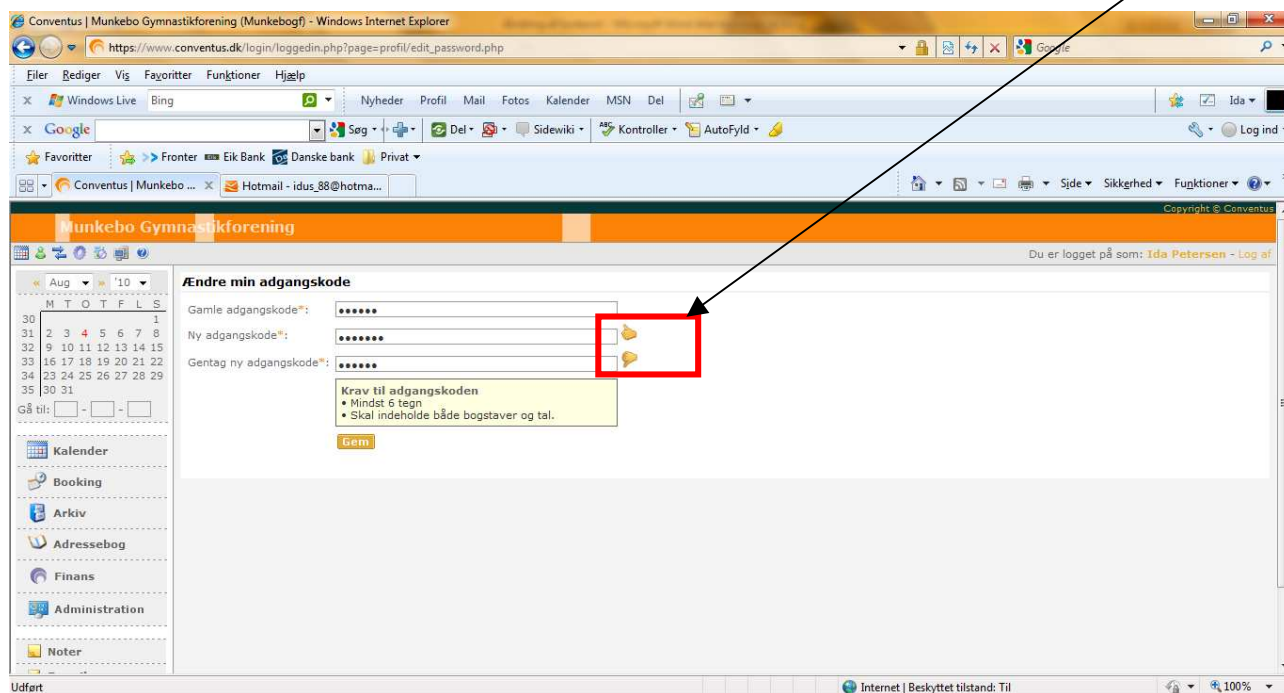 Conventus | Munkebo Gymnastikforening (Munkebogf) - Windows Internet Explorer
https://www.conventus.dk/login/loggedin.php?page=profil/edit_password.php
Google
Filer Rediger Vis Favoritter Funktioner Hjælp
x Windows Live Bing Nyheder Profil Mail Fotos Kalender MSN Del Ida
x Google Søg Del Sidewiki Kontroller AutoFyld Log ind
Favoritter >> Fronter Eik Bank Danske bank Privat
Conventus | Munkebo ... x Hotmail - idus_88@hotma... Side Sikkerhed Funktioner
Copyright © Conventus
Munkebo Gymnastikforening
Du er logget på som: Ida Petersen - Log af
« Aug » '10
M T O T F L S
30 1
31 2 3 4 5 6 7 8
32 9 10 11 12 13 14 15
33 16 17 18 19 20 21 22
34 23 24 25 26 27 28 29
35 30 31
Gå til: - -
Kalender
Booking
Arkiv
Adressebog
Finans
Administration
Noter
Ændre min adgangskode
Gamle adgangskode*: ••••••
Ny adgangskode*: •••••••
Gentag ny adgangskode*: ••••••
Krav til adgangskoden
• Mindst 6 tegn
• Skal indeholde både bogstaver og tal.
Gem
Udført
Internet | Beskyttet tilstand: Til
100%